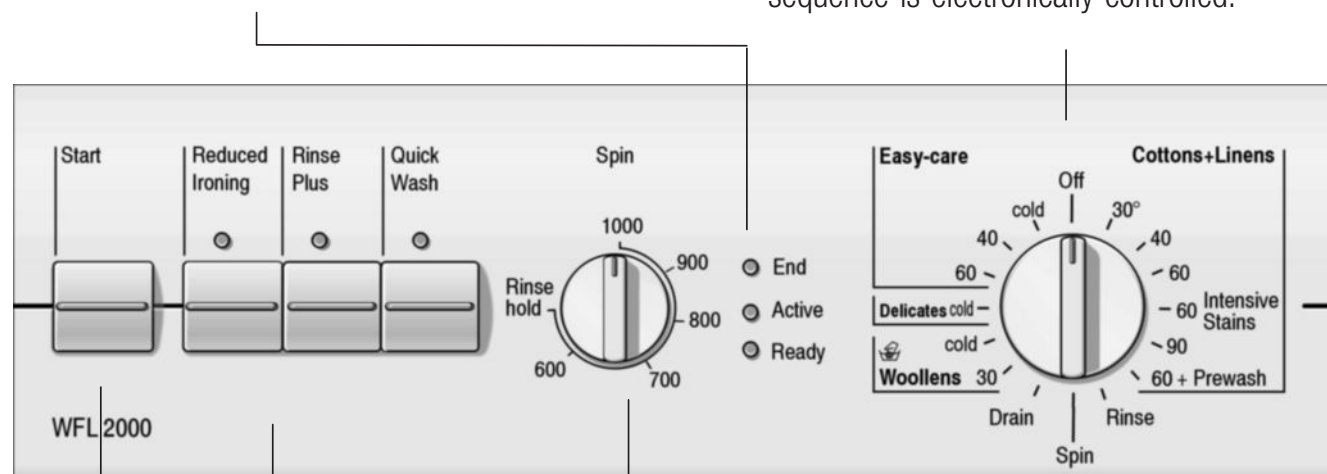 sequence is electronically controlled.
Start
Reduced
Ironing
Rinse
Plus
Quick
Wash
Spin
1000
900
800
700
600
Rinse
hold
End
Active
Ready
Easy-care
Cottons+Linens
Off
cold
40
60
Delicates cold
cold
Woollens 30
30°
40
60
60 Intensive
Stains
90
60 + Prewash
Drain
Spin
Rinse
WFL 2000